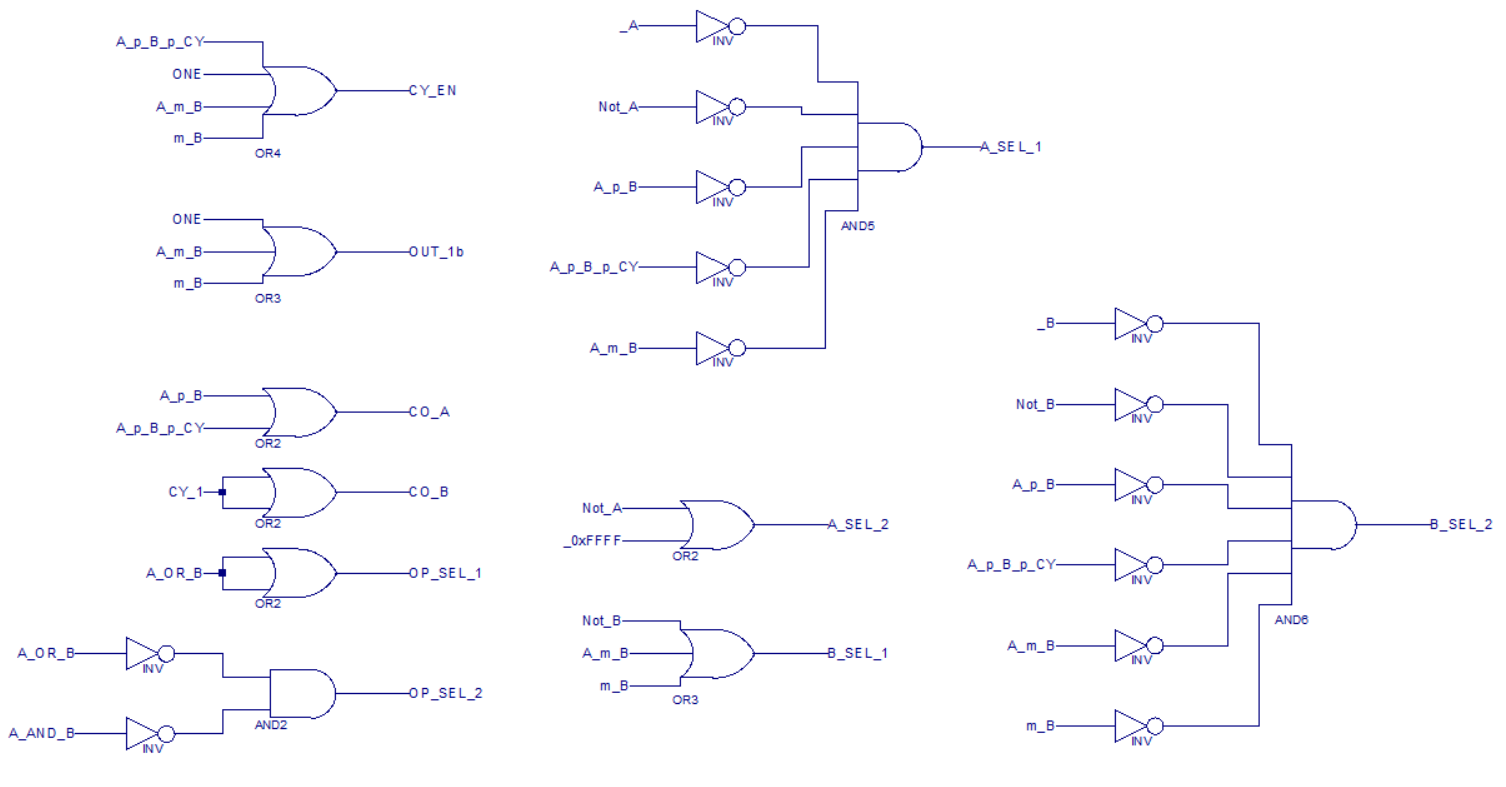 A_p_B_p_CY
ONE
A_m_B
m_B
CY_EN
OR4
ONE
A_m_B
m_B
OUT_1b
OR3
A_p_B
A_p_B_p_CY
CO_A
OR2
CY_1
CO_B
OR2
A_OR_B
OP_SEL_1
OR2
A_OR_B
INV
A_AND_B
INV
OP_SEL_2
AND2
_A
INV
Not_A
INV
A_p_B
INV
A_p_B_p_CY
INV
A_m_B
INV
A_SEL_1
AND5
Not_A
_0xFFFF
A_SEL_2
OR2
Not_B
A_m_B
m_B
B_SEL_1
OR3
_B
INV
Not_B
INV
A_p_B
INV
A_p_B_p_CY
INV
A_m_B
INV
m_B
INV
B_SEL_2
AND6